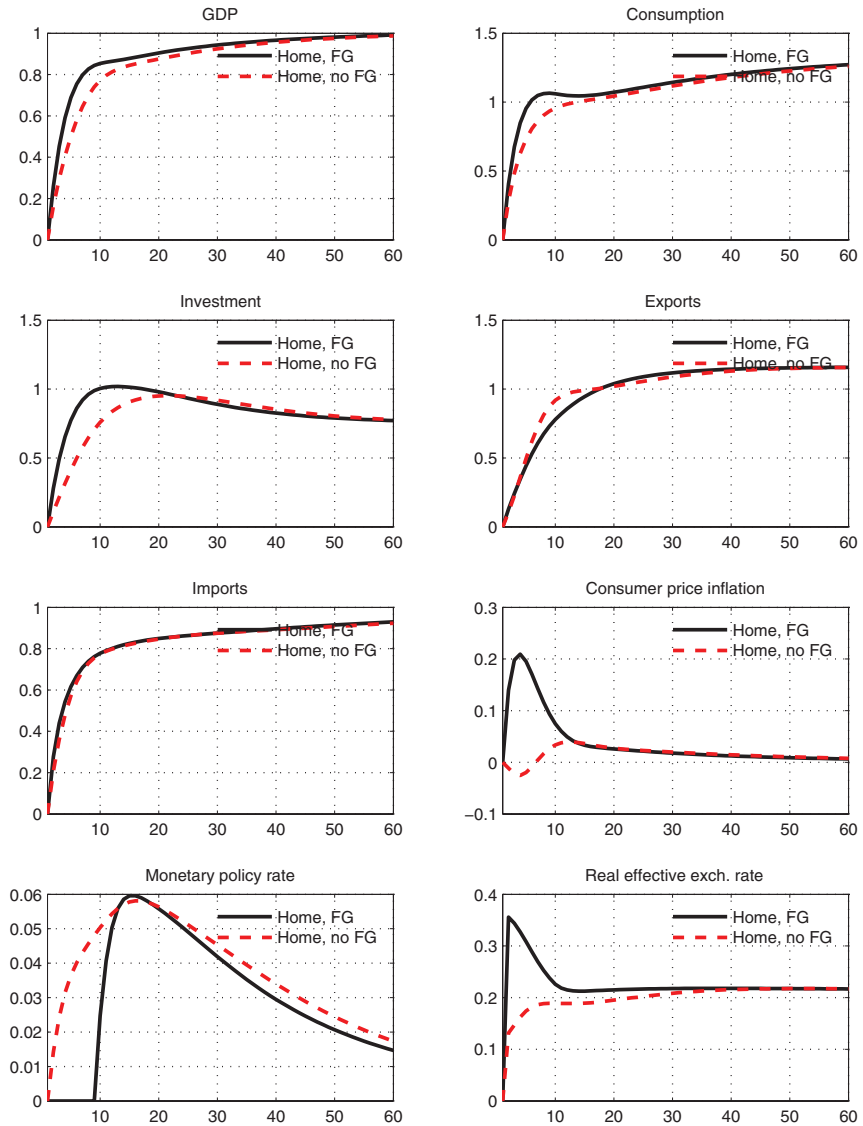 GDP
1
0.8
0.6
0.4
0.2
0
Home, FG
Home, no FG
10 20 30 40 50 60
Consumption
1.5
1
0.5
0
Home, FG
Home, no FG
10 20 30 40 50 60
Investment
1.5
1
0.5
0
Home, FG
Home, no FG
10 20 30 40 50 60
Exports
1.5
1
0.5
0
Home, FG
Home, no FG
10 20 30 40 50 60
Imports
1
0.8
0.6
0.4
0.2
0
Home, FG
Home, no FG
10 20 30 40 50 60
Consumer price inflation
0.3
0.2
0.1
0
−0.1
Home, FG
Home, no FG
10 20 30 40 50 60
Monetary policy rate
0.06
0.05
0.04
0.03
0.02
0.01
0
Home, FG
Home, no FG
10 20 30 40 50 60
Real effective exch. rate
0.4
0.3
0.2
0.1
0
Home, FG
Home, no FG
10 20 30 40 50 60